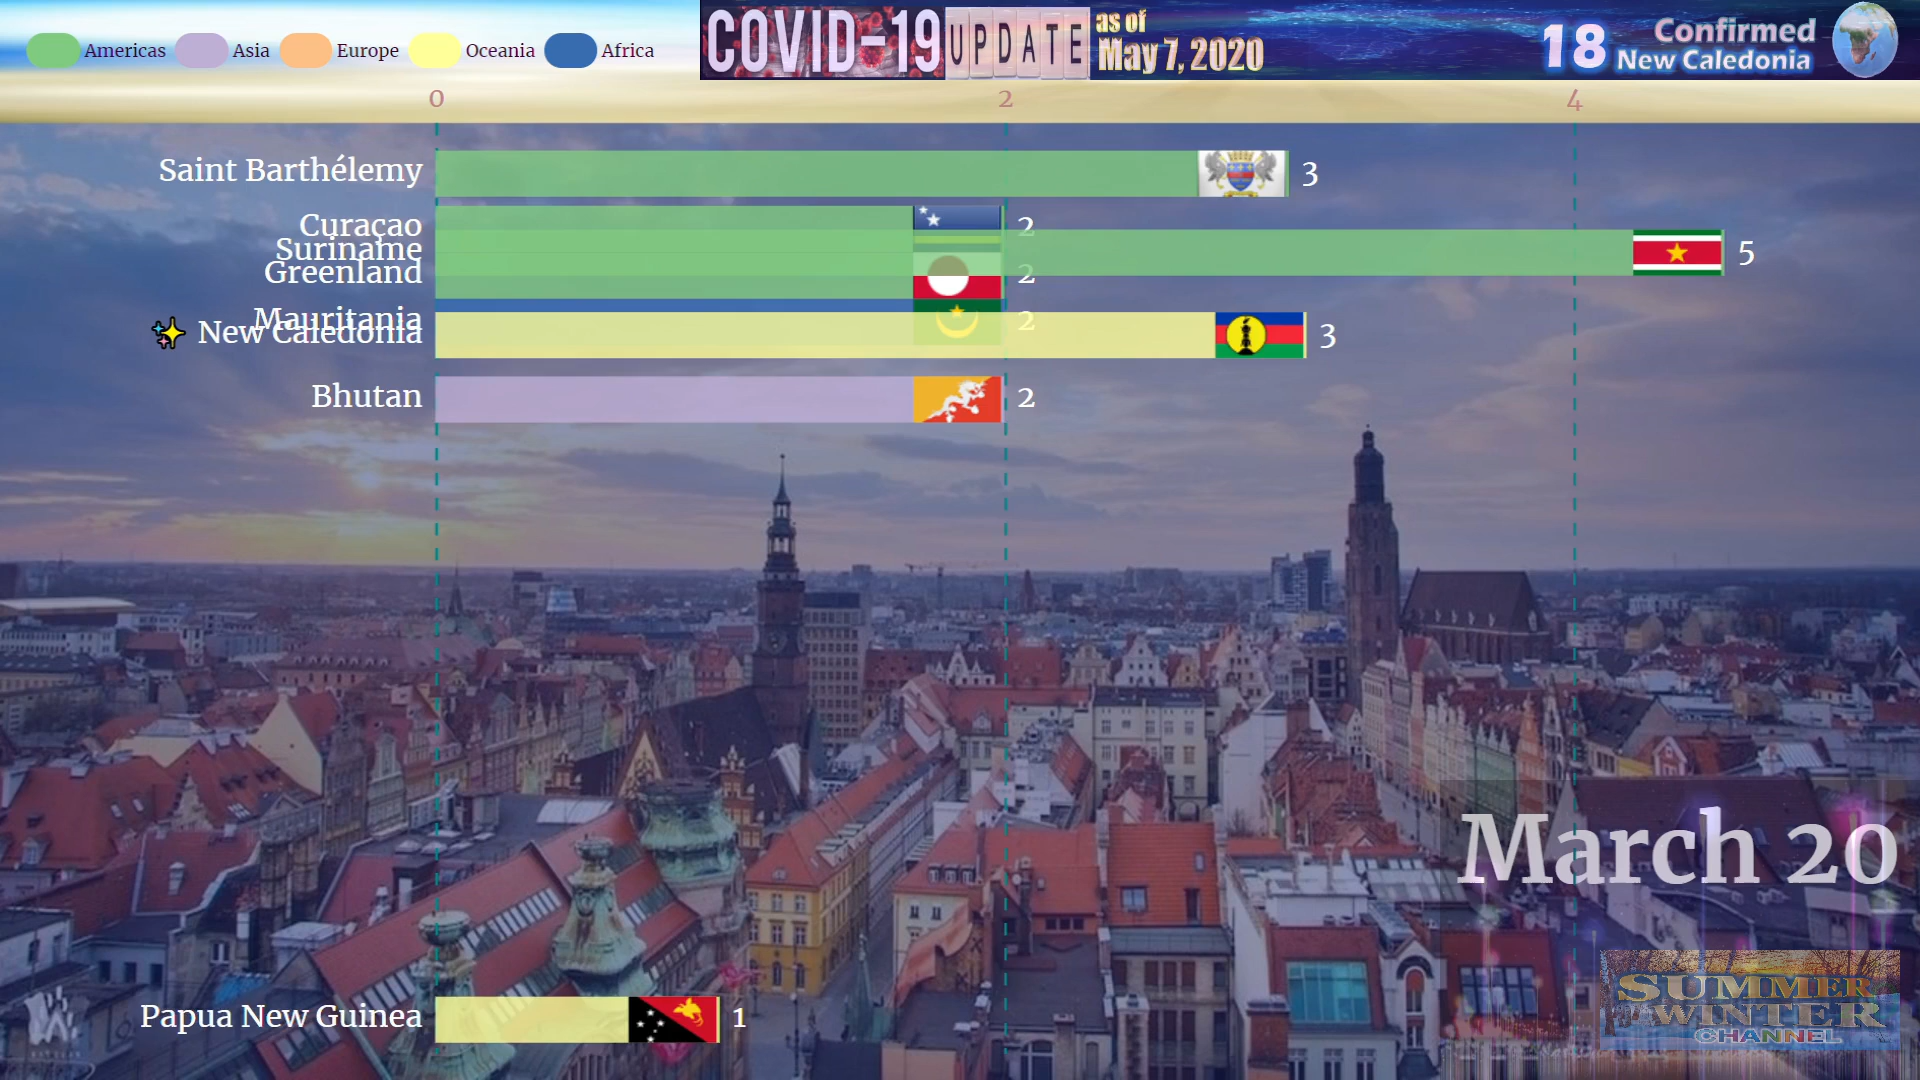 Americas Asia Europe Oceania Africa
COVID-19 UPDATE as of May 7, 2020
18 Confirmed New Caledonia
0 2 4
Saint Barthélemy 3
Curaçao 2
Suriname 5
Greenland 2
Mauritania 2
New Caledonia 3
Bhutan 2
March 20
Papua New Guinea 1
SUMMER
WINTER
CHANNEL